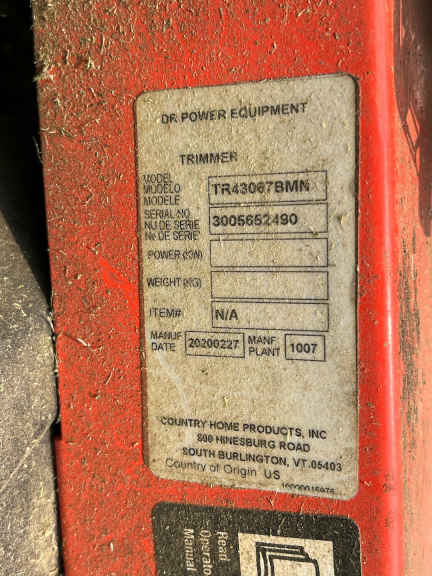 DR POWER EQUIPMENT
TRIMMER
MODEL
MODELO
MODELE
TR43067BMN
SERIAL NO
NU DE SERIE
Nº DE SERIE
3005652490
POWER (KW)
WEIGHT (KG)
ITEM# N/A
MANUF DATE 20200227 MANF. PLANT 1007
COUNTRY HOME PRODUCTS, INC
800 HINESBURG ROAD
SOUTH BURLINGTON, VT.05403
Country of Origin US
Read
Operato
Manual